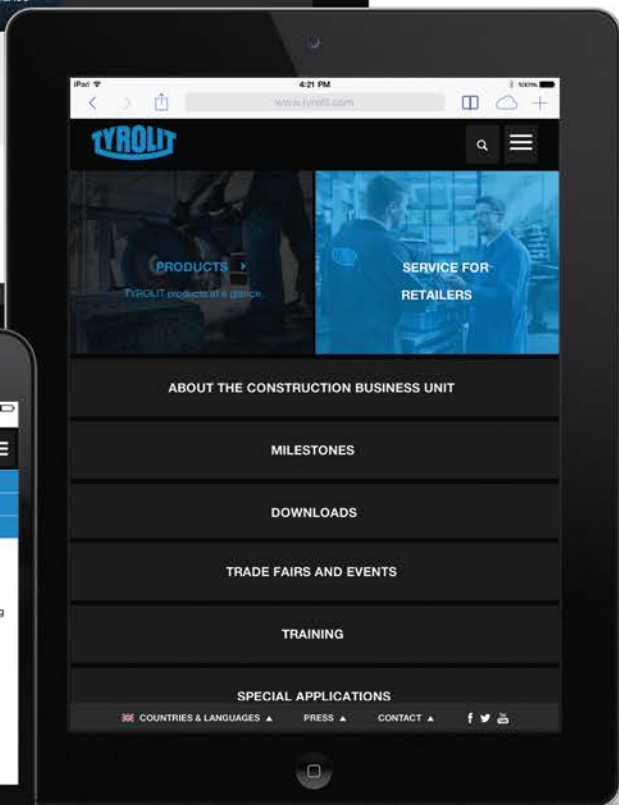 iPad
4:21 PM
100%
www.tyrolit.com
TYROLIT
PRODUCTS
TYROLIT products at a glance.
SERVICE FOR
RETAILERS
ABOUT THE CONSTRUCTION BUSINESS UNIT
MILESTONES
DOWNLOADS
TRADE FAIRS AND EVENTS
TRAINING
SPECIAL APPLICATIONS
COUNTRIES & LANGUAGES PRESS CONTACT